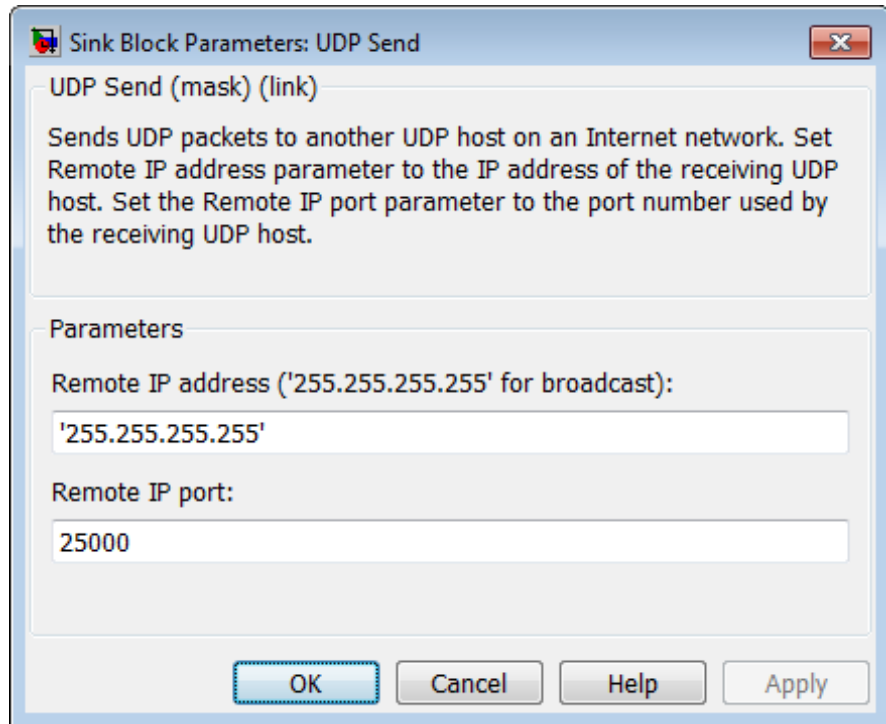 Sink Block Parameters: UDP Send
UDP Send (mask) (link)
Sends UDP packets to another UDP host on an Internet network. Set
Remote IP address parameter to the IP address of the receiving UDP
host. Set the Remote IP port parameter to the port number used by
the receiving UDP host.
Parameters
Remote IP address ('255.255.255.255' for broadcast):
'255.255.255.255'
Remote IP port:
25000
OK Cancel Help Apply